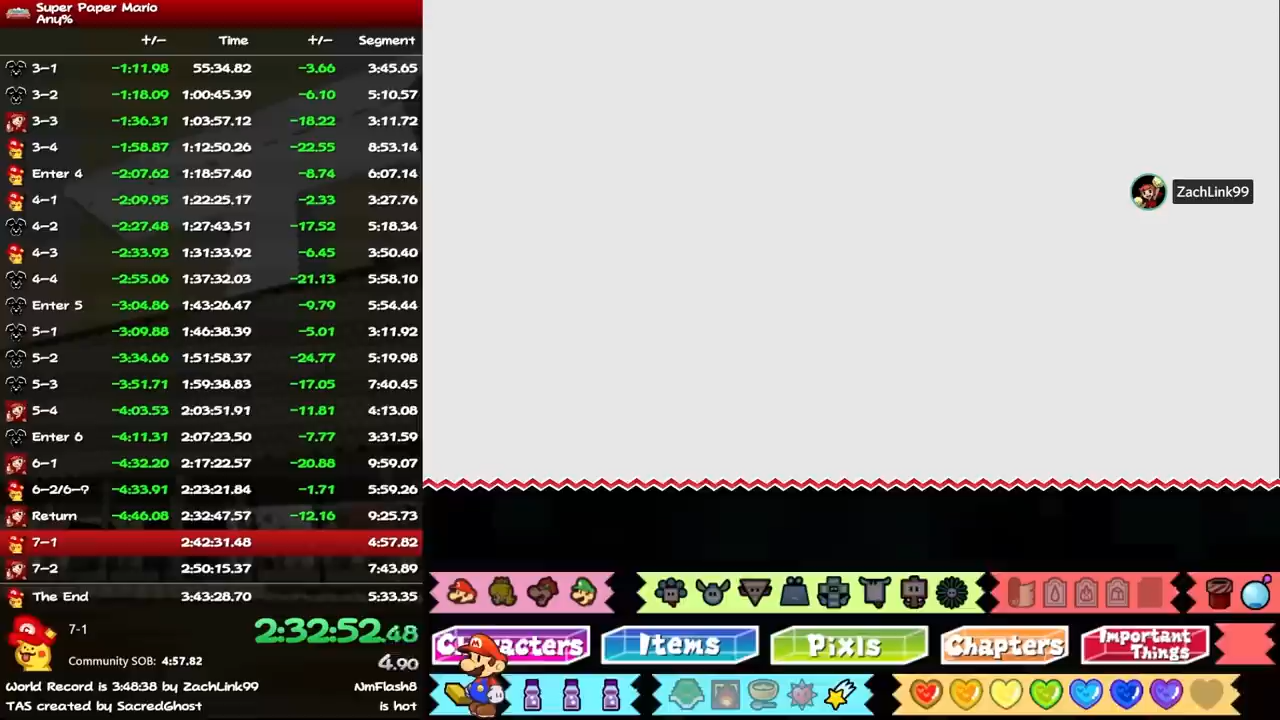 Super Paper Mario
Any%
+/- Time +/- Segment
3-1 -1:11.98 55:34.82 -3.66 3:45.65
3-2 -1:18.09 1:00:45.39 -6.10 5:10.57
3-3 -1:36.31 1:03:57.12 -18.22 3:11.72
3-4 -1:58.87 1:12:50.26 -22.55 8:53.14
Enter 4 -2:07.62 1:18:57.40 -8.74 6:07.14
4-1 -2:09.95 1:22:25.17 -2.33 3:27.76
4-2 -2:27.48 1:27:43.51 -17.52 5:18.34
4-3 -2:33.93 1:31:33.92 -6.45 3:50.40
4-4 -2:55.06 1:37:32.03 -21.13 5:58.10
Enter 5 -3:04.86 1:43:26.47 -9.79 5:54.44
5-1 -3:09.88 1:46:38.39 -5.01 3:11.92
5-2 -3:34.66 1:51:58.37 -24.77 5:19.98
5-3 -3:51.71 1:59:38.83 -17.05 7:40.45
5-4 -4:03.53 2:03:51.91 -11.81 4:13.08
Enter 6 -4:11.31 2:07:23.50 -7.77 3:31.59
6-1 -4:32.20 2:17:22.57 -20.88 9:59.07
6-2/6-? -4:33.91 2:23:21.84 -1.71 5:59.26
Return -4:46.08 2:32:47.57 -12.16 9:25.73
7-1 2:42:31.48 4:57.82
7-2 2:50:15.37 7:43.89
The End 3:43:28.70 5:33.35
7-1 2:32:52.48
Community SOB: 4:57.82 4.90
World Record is 3:48:38 by ZachLink99 NmFlash8
TAS created by SacredGhost is hot
ZachLink99
Characters Items Pixls Chapters Important Things